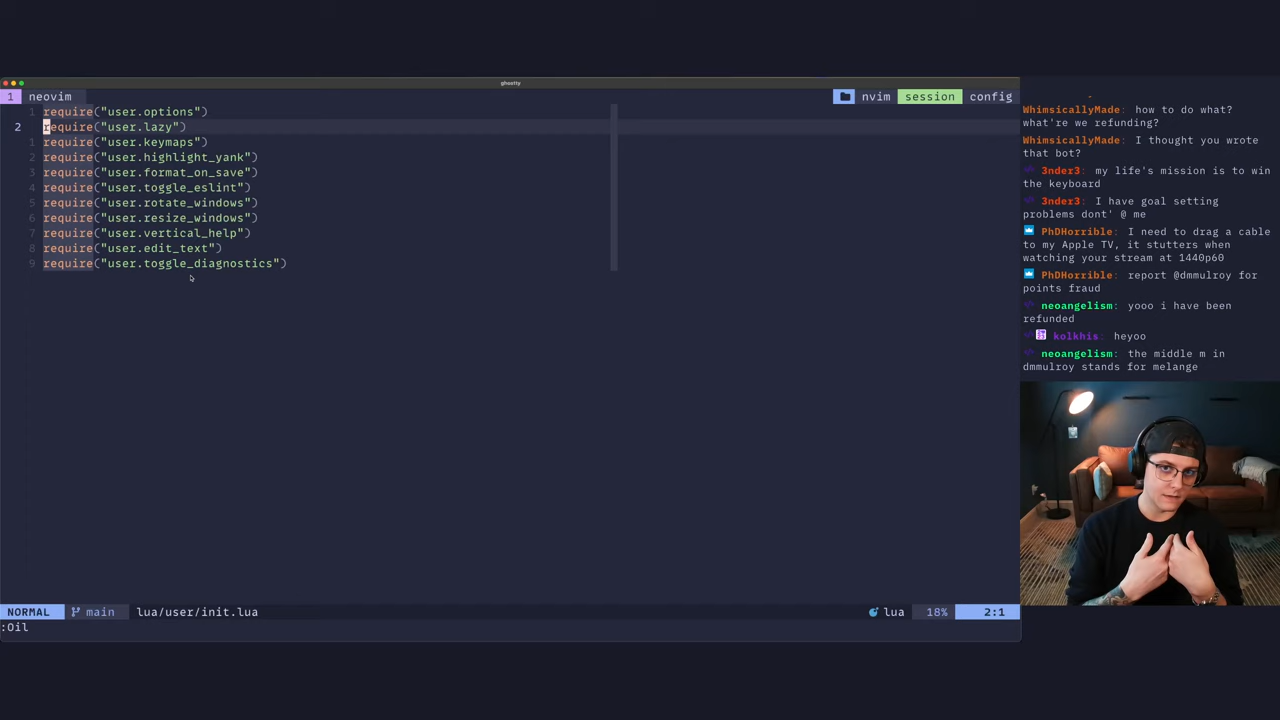 ghostty
1 neovim nvim session config
1 require("user.options")
2 require("user.lazy")
1 require("user.keymaps")
2 require("user.highlight_yank")
3 require("user.format_on_save")
4 require("user.toggle_eslint")
5 require("user.rotate_windows")
6 require("user.resize_windows")
7 require("user.vertical_help")
8 require("user.edit_text")
9 require("user.toggle_diagnostics")
NORMAL main lua/user/init.lua lua 18% 2:1
:Oil
WhimsicallyMade: how to do what?
what're we refunding?
WhimsicallyMade: I thought you wrote
that bot?
3nder3: my life's mission is to win
the keyboard
3nder3: I have goal setting
problems dont' @ me
PhDHorrible: I need to drag a cable
to my Apple TV, it stutters when
watching your stream at 1440p60
PhDHorrible: report @dmmulroy for
points fraud
neoangelism: yooo i have been
refunded
kolkhis: heyoo
neoangelism: the middle m in
dmmulroy stands for melange